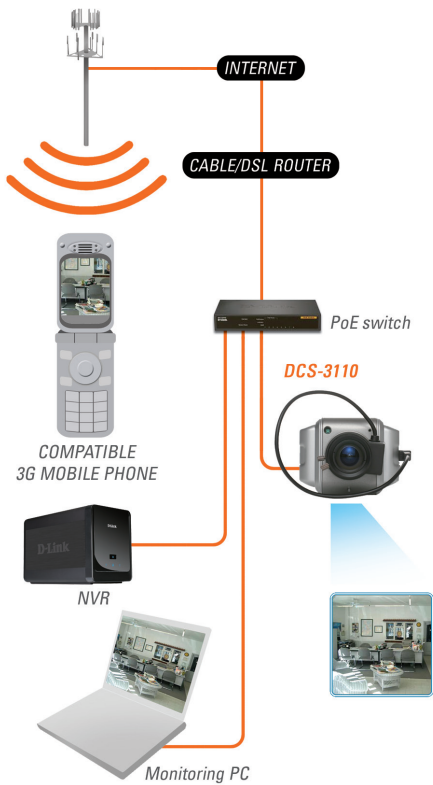 INTERNET
CABLE/DSL ROUTER
PoE switch
DCS-3110
COMPATIBLE
3G MOBILE PHONE
D-Link
NVR
Monitoring PC